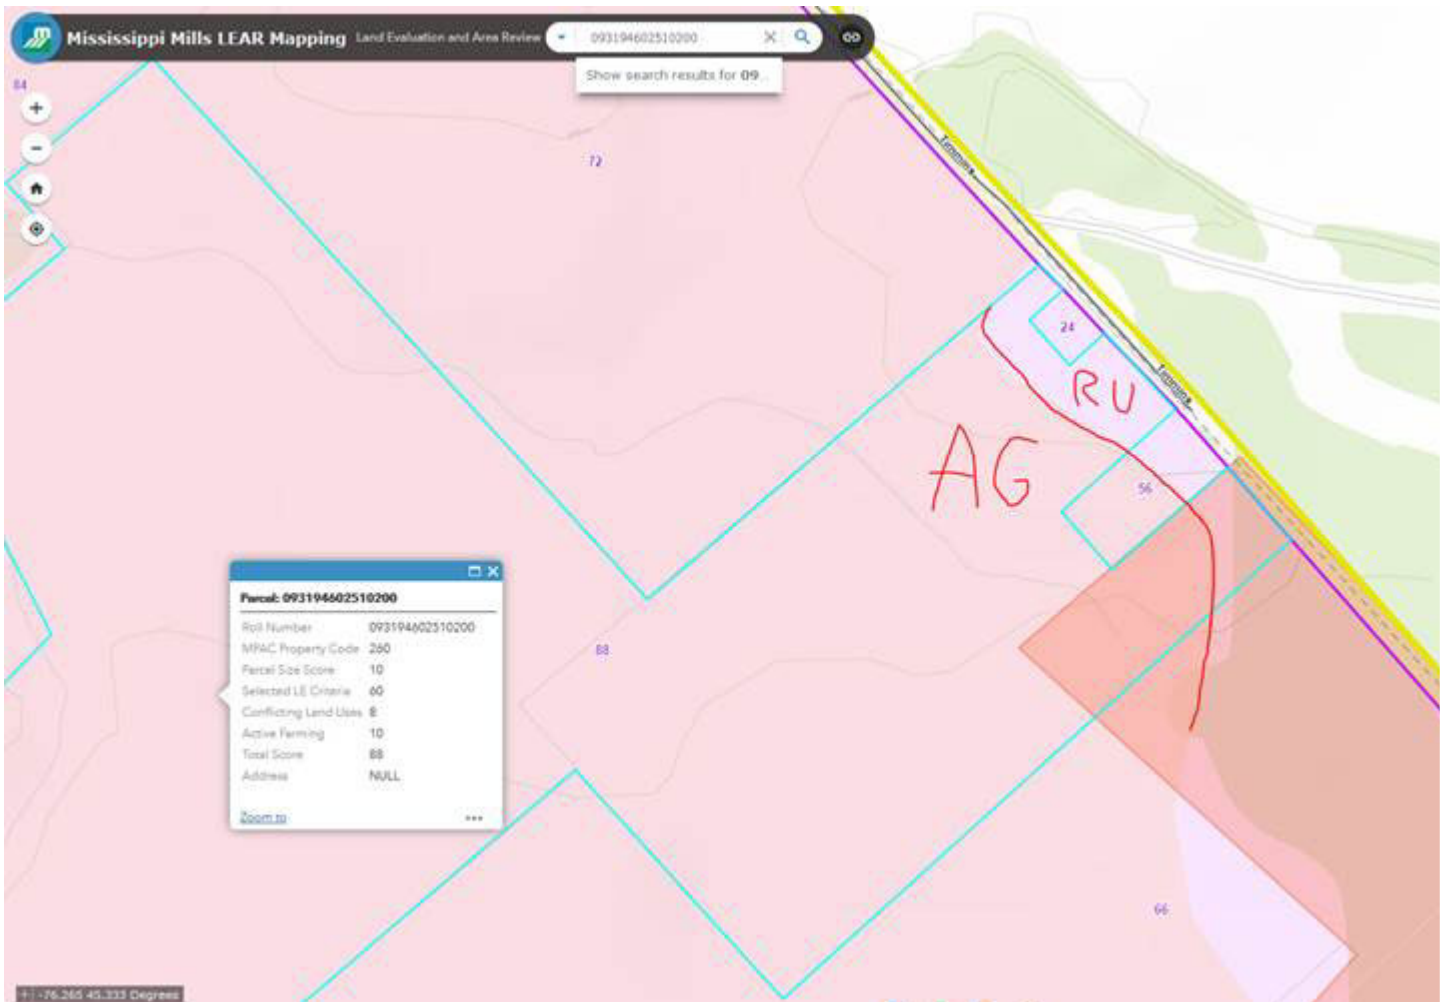 Mississippi Mills LEAR Mapping Land Evaluation and Area Review 093194602510200
Show search results for 09...
84
72
Timmins
24
RU
Timmins
AG
56
Parcel: 093194602510200
Roll Number 093194602510200
MPAC Property Code 260
Parcel Size Score 10
Selected LE Criteria 60
Conflicting Land Uses 8
Active Farming 10
Total Score 88
Address NULL
Zoom to
88
66
-76.265 45.333 Degrees